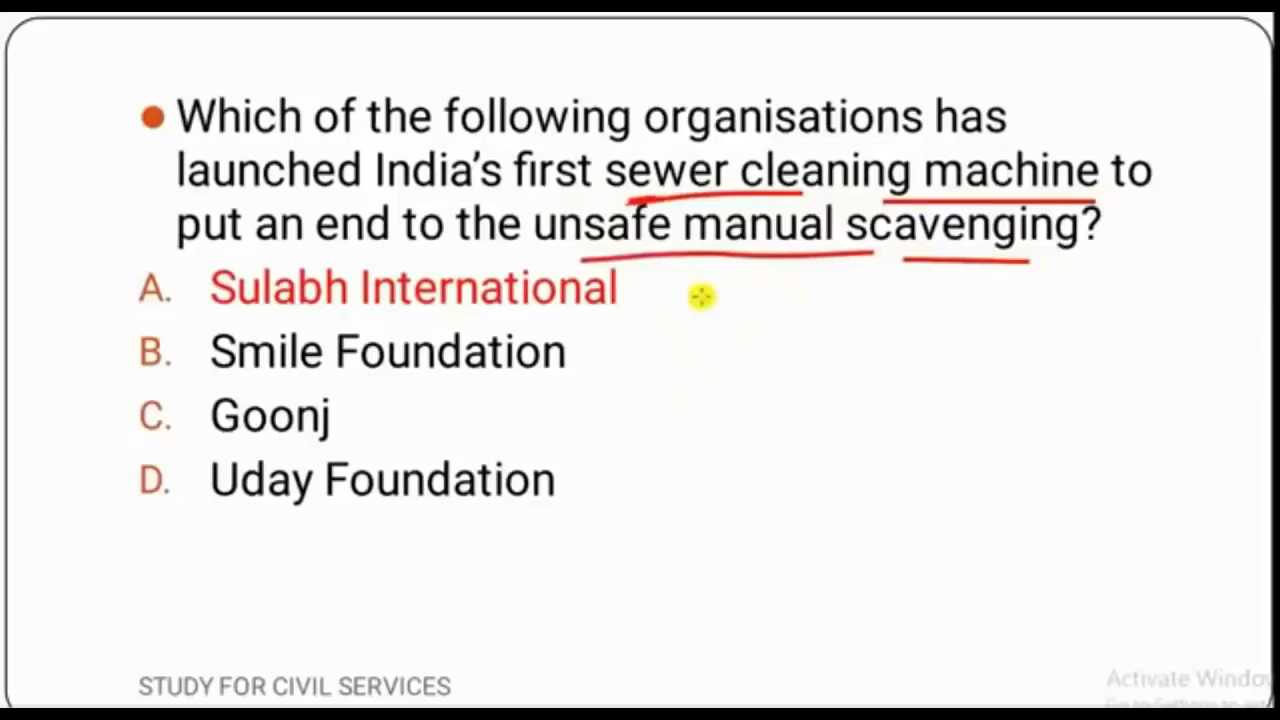 Which of the following organisations has
launched India's first sewer cleaning machine to
put an end to the unsafe manual scavenging?
A. Sulabh International
B. Smile Foundation
C. Goonj
D. Uday Foundation
STUDY FOR CIVIL SERVICES
Activate Windo